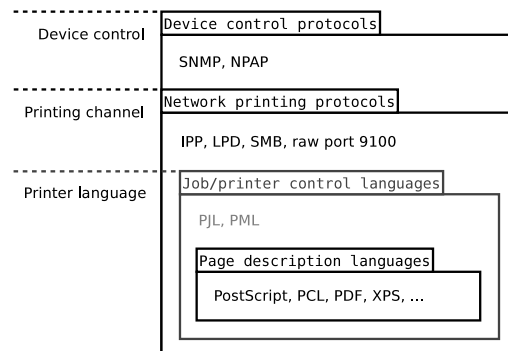 Device control protocols
Device control
SNMP, NPAP
Network printing protocols
Printing channel
IPP, LPD, SMB, raw port 9100
Job/printer control languages
Printer language
PJL, PML
Page description languages
PostScript, PCL, PDF, XPS, ...